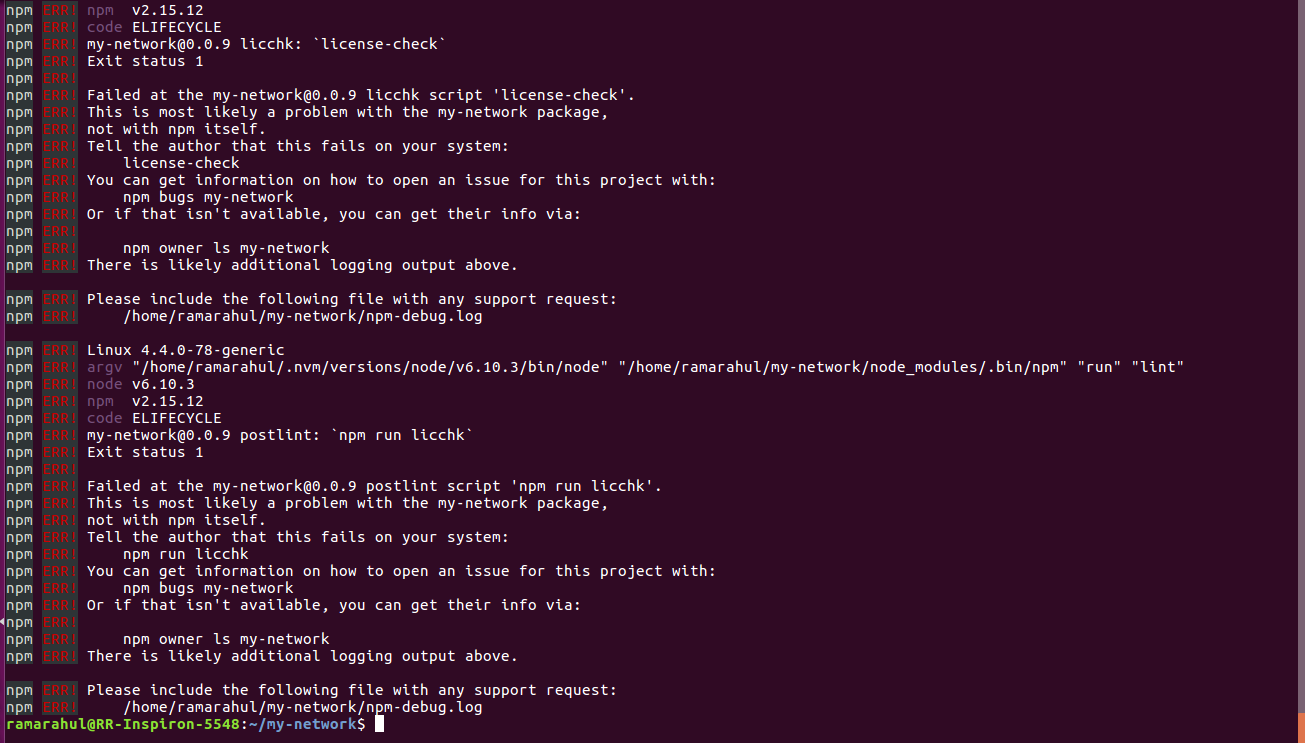 npm ERR! npm  v2.15.12
npm ERR! code ELIFECYCLE
npm ERR! my-network@0.0.9 licchk: `license-check`
npm ERR! Exit status 1
npm ERR!
npm ERR! Failed at the my-network@0.0.9 licchk script 'license-check'.
npm ERR! This is most likely a problem with the my-network package,
npm ERR! not with npm itself.
npm ERR! Tell the author that this fails on your system:
npm ERR!     license-check
npm ERR! You can get information on how to open an issue for this project with:
npm ERR!     npm bugs my-network
npm ERR! Or if that isn't available, you can get their info via:
npm ERR!
npm ERR!     npm owner ls my-network
npm ERR! There is likely additional logging output above.

npm ERR! Please include the following file with any support request:
npm ERR!     /home/ramarahul/my-network/npm-debug.log

npm ERR! Linux 4.4.0-78-generic
npm ERR! argv "/home/ramarahul/.nvm/versions/node/v6.10.3/bin/node" "/home/ramarahul/my-network/node_modules/.bin/npm" "run" "lint"
npm ERR! node v6.10.3
npm ERR! npm  v2.15.12
npm ERR! code ELIFECYCLE
npm ERR! my-network@0.0.9 postlint: `npm run licchk`
npm ERR! Exit status 1
npm ERR!
npm ERR! Failed at the my-network@0.0.9 postlint script 'npm run licchk'.
npm ERR! This is most likely a problem with the my-network package,
npm ERR! not with npm itself.
npm ERR! Tell the author that this fails on your system:
npm ERR!     npm run licchk
npm ERR! You can get information on how to open an issue for this project with:
npm ERR!     npm bugs my-network
npm ERR! Or if that isn't available, you can get their info via:
npm ERR!
npm ERR!     npm owner ls my-network
npm ERR! There is likely additional logging output above.

npm ERR! Please include the following file with any support request:
npm ERR!     /home/ramarahul/my-network/npm-debug.log
ramarahul@RR-Inspiron-5548:~/my-network$